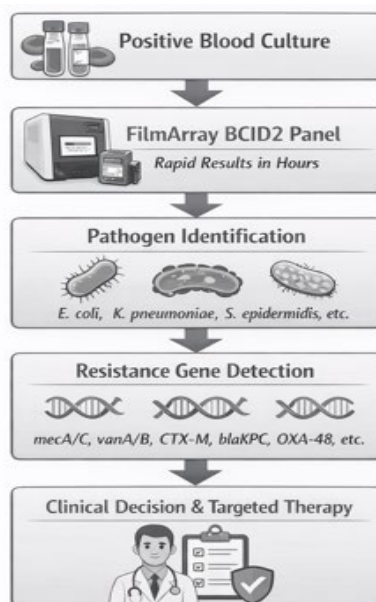 Positive Blood Culture
FilmArray BCID2 Panel
Rapid Results in Hours
Pathogen Identification
E. coli, K. pneumoniae, S. epidermidis, etc.
Resistance Gene Detection
mecA/C, vanA/B, CTX-M, blaKPC, OXA-48, etc.
Clinical Decision & Targeted Therapy